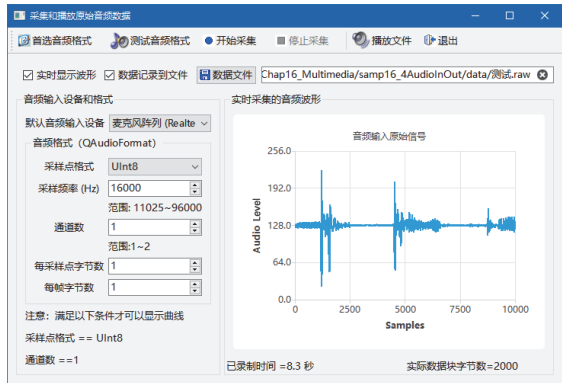 采集和播放原始音频数据
首选音频格式 测试音频格式 开始采集 停止采集 播放文件 退出
实时显示波形 数据记录到文件 数据文件 Chap16_Multimedia/samp16_4AudioInOut/data/测试.raw
音频输入设备和格式
默认音频输入设备 麦克风阵列 (Realte
音频格式（QAudioFormat）
采样点格式 UInt8
采样频率 (Hz) 16000
范围: 11025~96000
通道数 1
范围:1~2
每采样点字节数 1
每帧字节数 1
注意：满足以下条件才可以显示曲线
采样点格式 == UInt8
通道数 ==1
实时采集的音频波形
音频输入原始信号
256.0
192.0
128.0
64.0
0.0
Audio Level
0 2500 5000 7500 10000
Samples
已录制时间 =8.3 秒 实际数据块字节数=2000